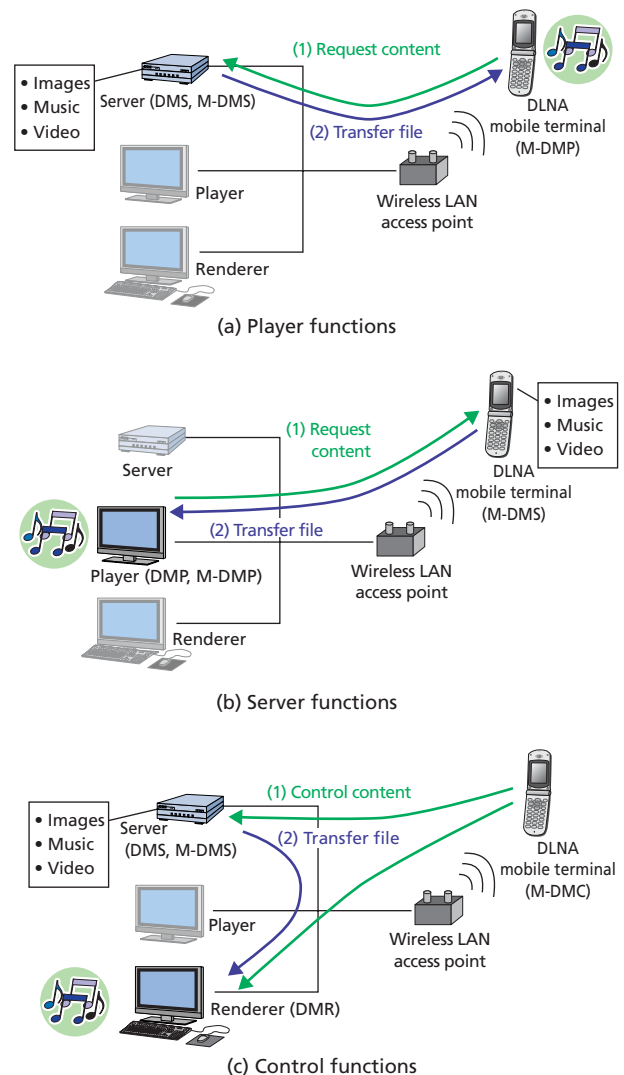 (1) Request content
• Images
• Music
• Video
Server (DMS, M-DMS)
(2) Transfer file
DLNA
mobile terminal
(M-DMP)
Player
Wireless LAN
access point
Renderer
(a) Player functions
(1) Request
content
• Images
• Music
• Video
Server
DLNA
mobile terminal
(M-DMS)
(2) Transfer file
Player (DMP, M-DMP)
Wireless LAN
access point
Renderer
(b) Server functions
(1) Control content
• Images
• Music
• Video
Server
(DMS, M-DMS)
(2) Transfer file
DLNA
mobile terminal
(M-DMC)
Player
Wireless LAN
access point
Renderer (DMR)
(c) Control functions